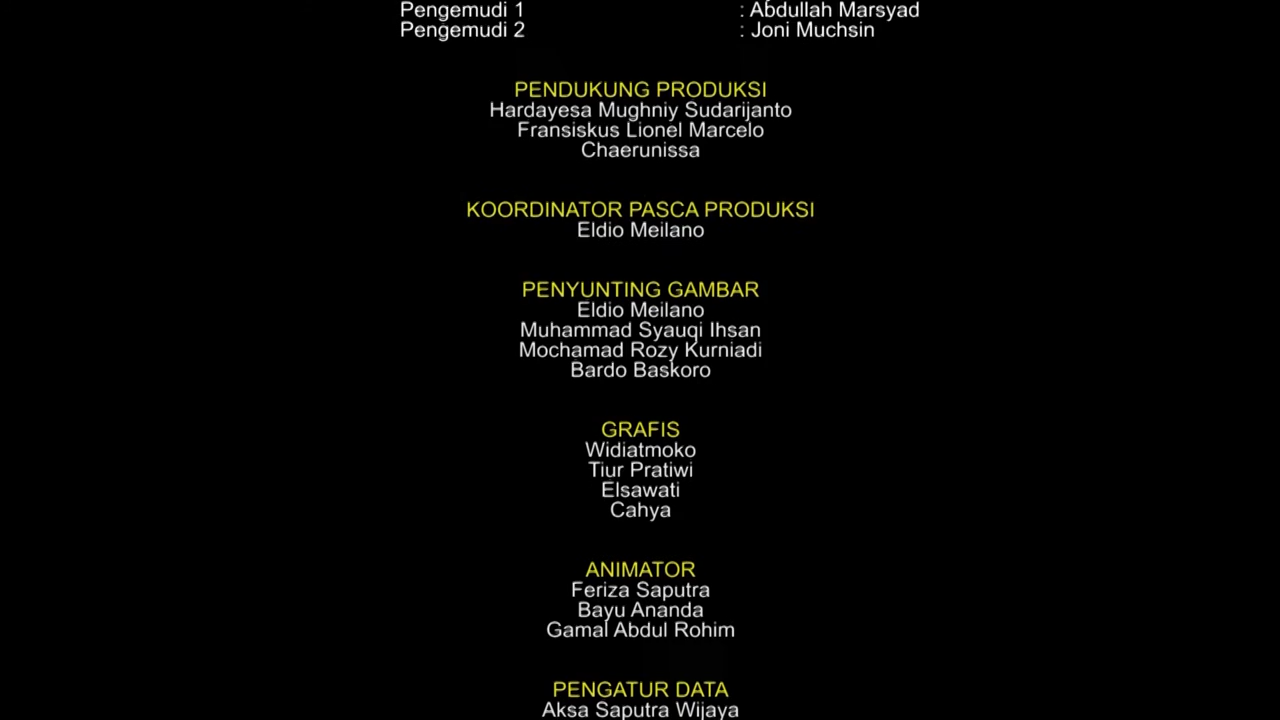 Pengemudi 1 : Abdullah Marsyad
Pengemudi 2 : Joni Muchsin
PENDUKUNG PRODUKSI
Hardayesa Mughniy Sudarijanto
Fransiskus Lionel Marcelo
Chaerunissa
KOORDINATOR PASCA PRODUKSI
Eldio Meilano
PENYUNTING GAMBAR
Eldio Meilano
Muhammad Syauqi Ihsan
Mochamad Rozy Kurniadi
Bardo Baskoro
GRAFIS
Widiatmoko
Tiur Pratiwi
Elsawati
Cahya
ANIMATOR
Feriza Saputra
Bayu Ananda
Gamal Abdul Rohim
PENGATUR DATA
Aksa Saputra Wijaya